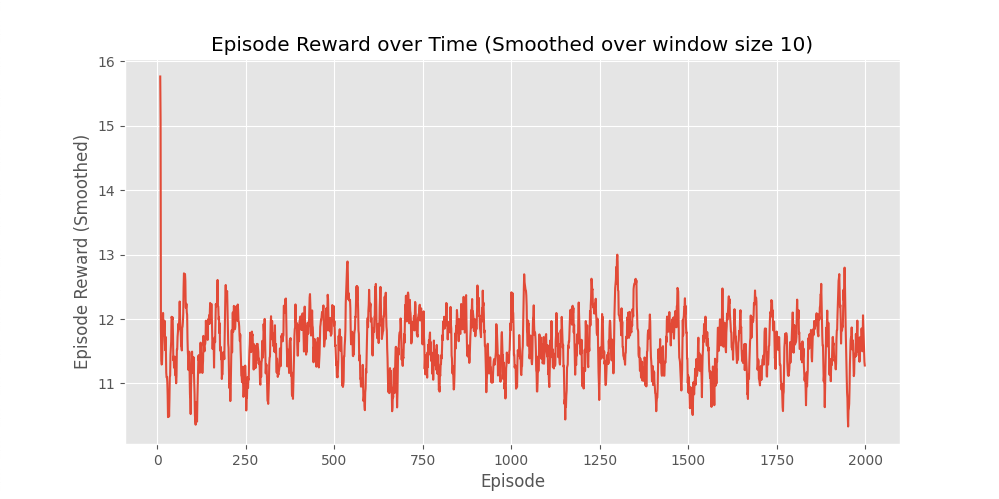 Episode Reward over Time (Smoothed over window size 10)
Episode Reward (Smoothed)
16
15
14
13
12
11
0 250 500 750 1000 1250 1500 1750 2000
Episode